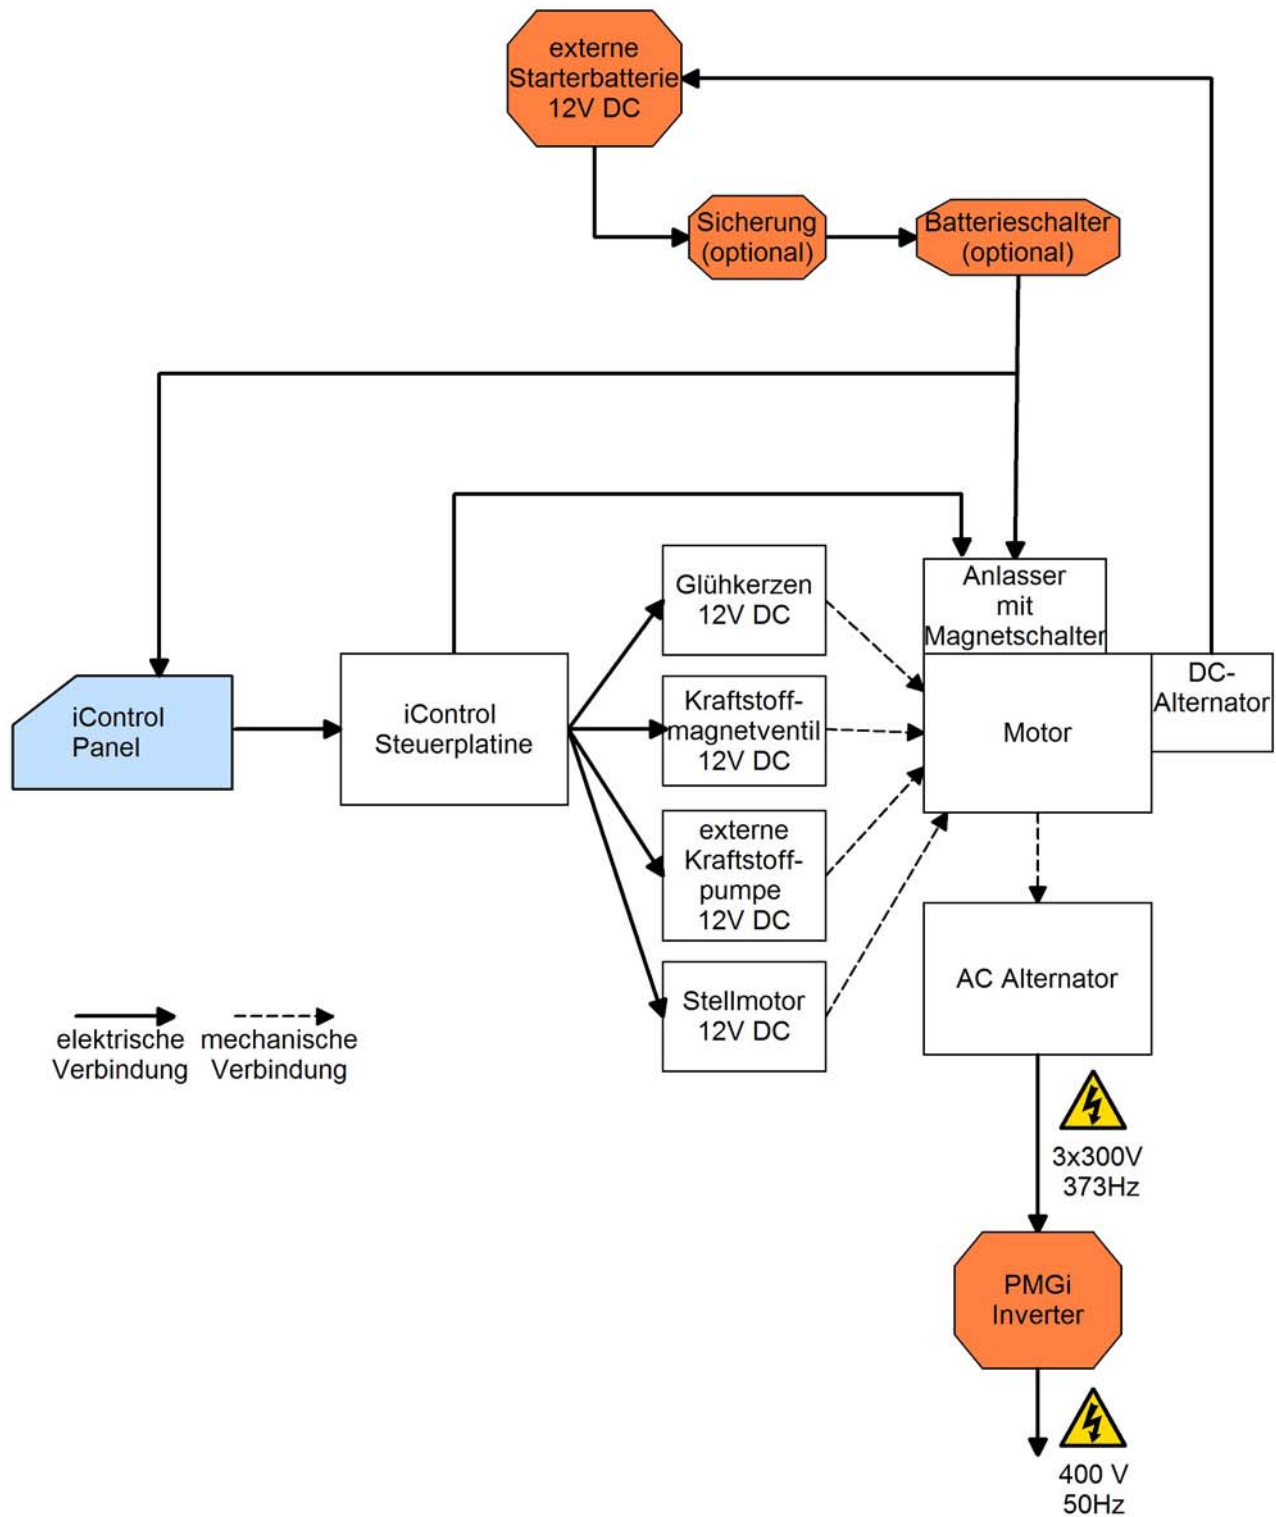 externe
Starterbatterie
12V DC
Sicherung
(optional)
Batterieschalter
(optional)
Anlasser
mit
Magnetschalter
Glühkerzen
12V DC
DC-
Alternator
iControl
Panel
iControl
Steuerplatine
Kraftstoff-
magnetventil
12V DC
Motor
externe
Kraftstoff-
pumpe
12V DC
Stellmotor
12V DC
AC Alternator
elektrische
Verbindung
mechanische
Verbindung
3x300V
373Hz
PMGi
Inverter
400 V
50Hz